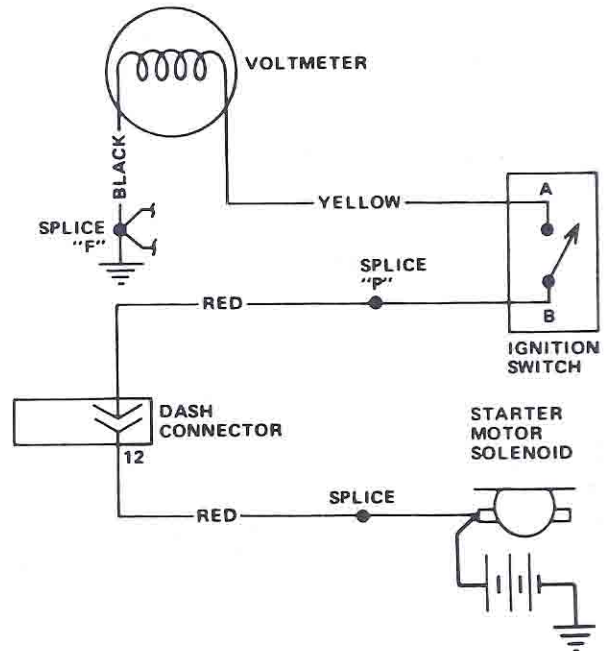 VOLTMETER
BLACK
YELLOW
A
SPLICE
"F"
SPLICE
"P"
RED
B
IGNITION
SWITCH
DASH
CONNECTOR
12
STARTER
MOTOR
SOLENOID
SPLICE
RED